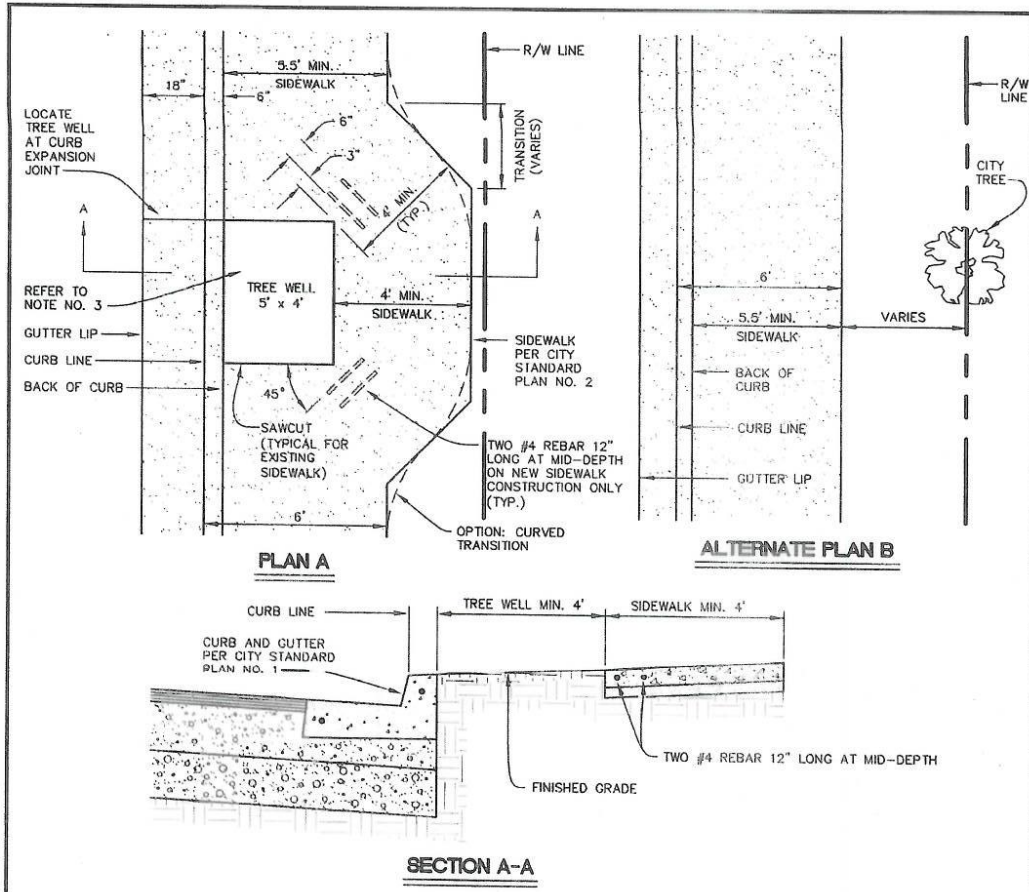 5.5' MIN.
SIDEWALK
18"
6"
R/W LINE
LOCATE
TREE WELL
AT CURB
EXPANSION
JOINT
6"
3"
TRANSITION
(VARIES)
4' MIN.
(TYP.)
A
A
REFER TO
NOTE NO. 3
TREE WELL
5' x 4'
4' MIN.
SIDEWALK
GUTTER LIP
CURB LINE
BACK OF CURB
SIDEWALK
PER CITY
STANDARD
PLAN NO. 2
45°
SAWCUT
(TYPICAL FOR
EXISTING
SIDEWALK)
TWO #4 REBAR 12"
LONG AT MID-DEPTH
ON NEW SIDEWALK
CONSTRUCTION ONLY
(TYP.)
6'
OPTION: CURVED
TRANSITION
PLAN A
R/W
LINE
CITY
TREE
6'
5.5' MIN.
SIDEWALK
VARIES
BACK OF
CURB
CURB LINE
GUTTER LIP
ALTERNATE PLAN B
CURB LINE
TREE WELL MIN. 4'
SIDEWALK MIN. 4'
CURB AND GUTTER
PER CITY STANDARD
PLAN NO. 1
TWO #4 REBAR 12" LONG AT MID-DEPTH
FINISHED GRADE
SECTION A-A